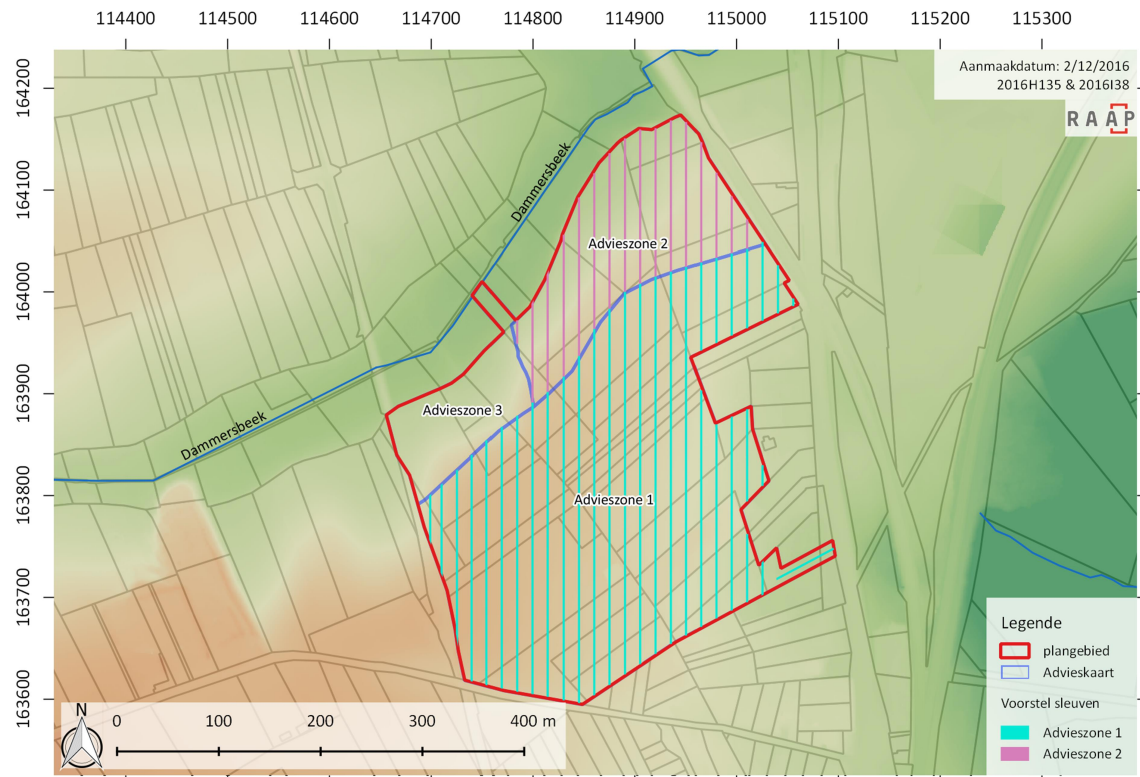 114400 114500 114600 114700 114800 114900 115000 115100 115200 115300
164200
164100
164000
163900
163800
163700
163600
Aanmaakdatum: 2/12/2016
2016H135 & 2016I38
RAAP
Dammersbeek
Advieszone 2
Advieszone 3
Dammersbeek
Advieszone 1
Legende
plangebied
Advieskaart
Voorstel sleuven
Advieszone 1
Advieszone 2
N
0 100 200 300 400 m